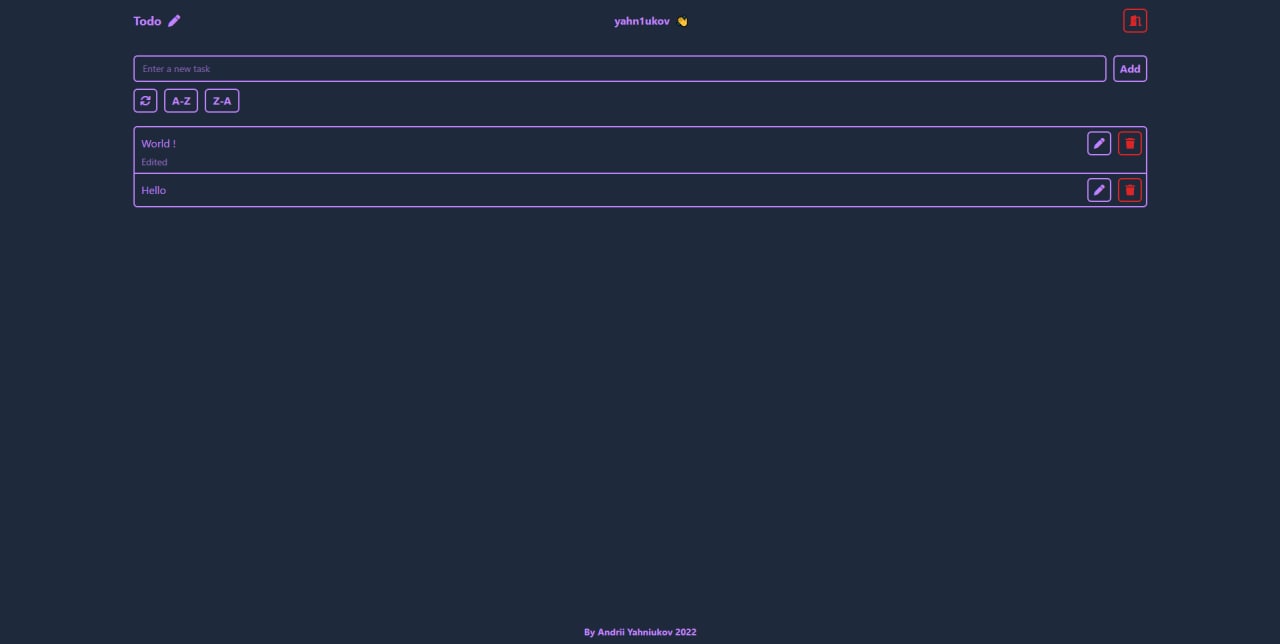 Todo
yahn1ukov 👋
Enter a new task
Add
A-Z
Z-A
World !
Edited
Hello
By Andrii Yahniukov 2022